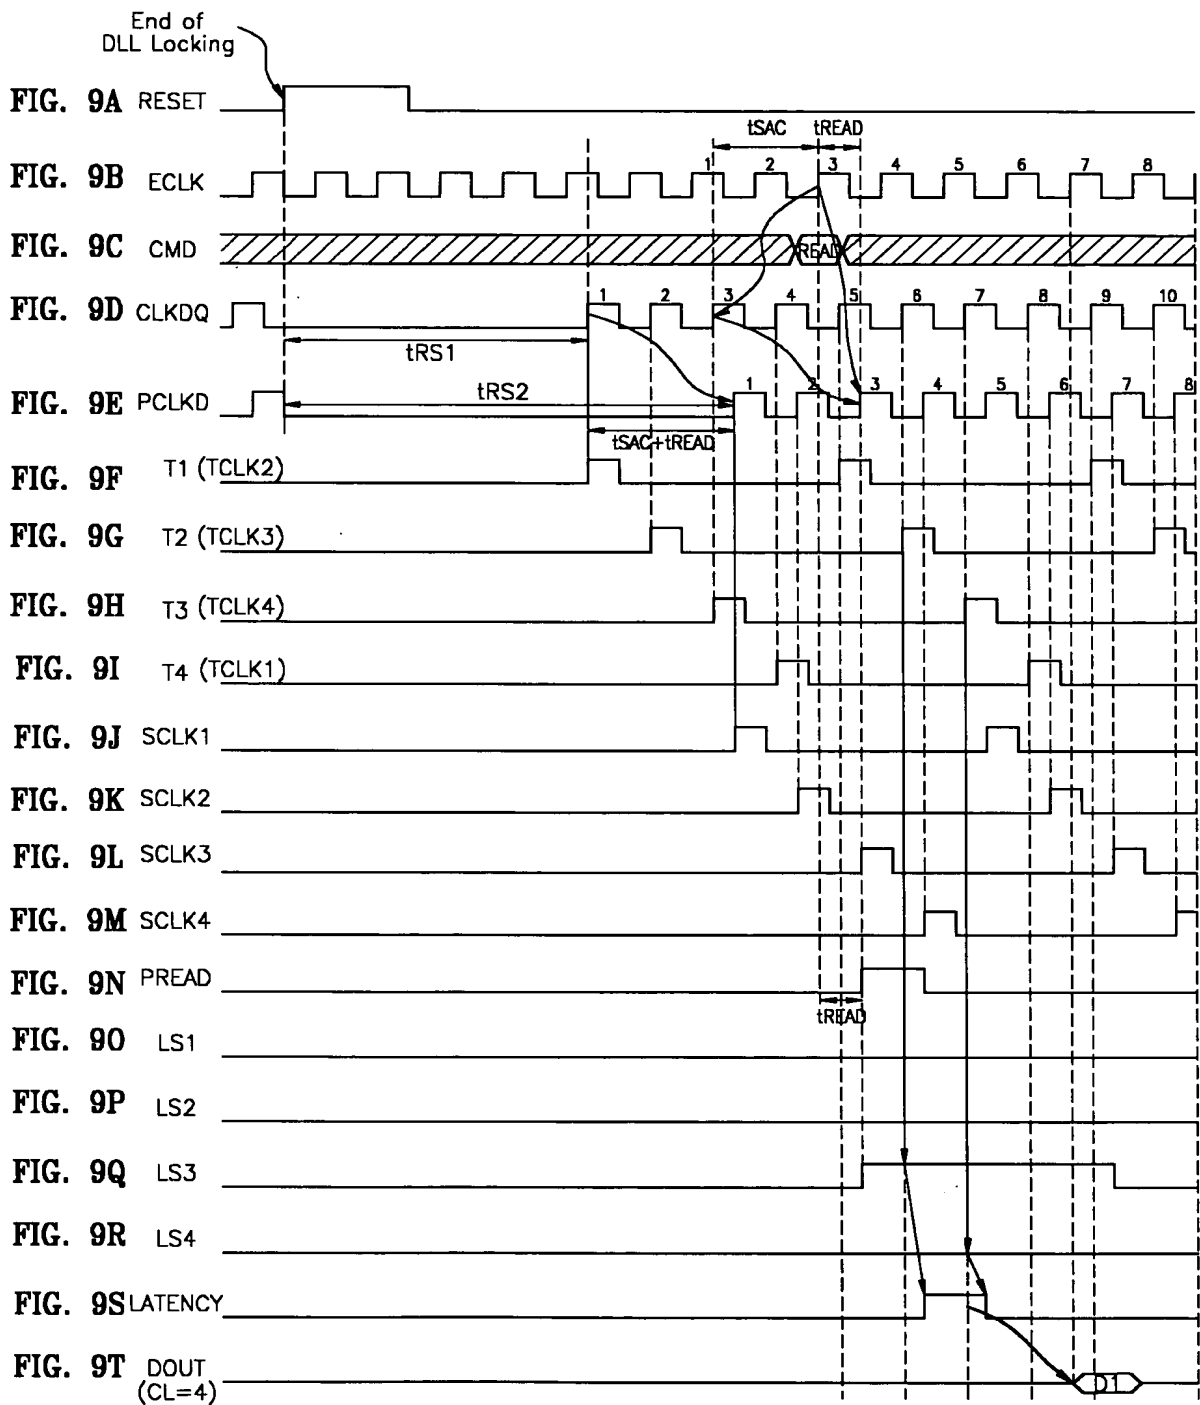 End of
DLL Locking
FIG. 9A RESET
tSAC tREAD
FIG. 9B ECLK 1 2 3 4 5 6 7 8
FIG. 9C CMD READ
FIG. 9D CLKDQ 1 2 3 4 5 6 7 8 9 10
tRS1
FIG. 9E PCLKD tRS2 1 2 3 4 5 6 7 8
tSAC+tREAD
FIG. 9F T1 (TCLK2)
FIG. 9G T2 (TCLK3)
FIG. 9H T3 (TCLK4)
FIG. 9I T4 (TCLK1)
FIG. 9J SCLK1
FIG. 9K SCLK2
FIG. 9L SCLK3
FIG. 9M SCLK4
FIG. 9N PREAD
tREAD
FIG. 9O LS1
FIG. 9P LS2
FIG. 9Q LS3
FIG. 9R LS4
FIG. 9S LATENCY
FIG. 9T DOUT D1
(CL=4)